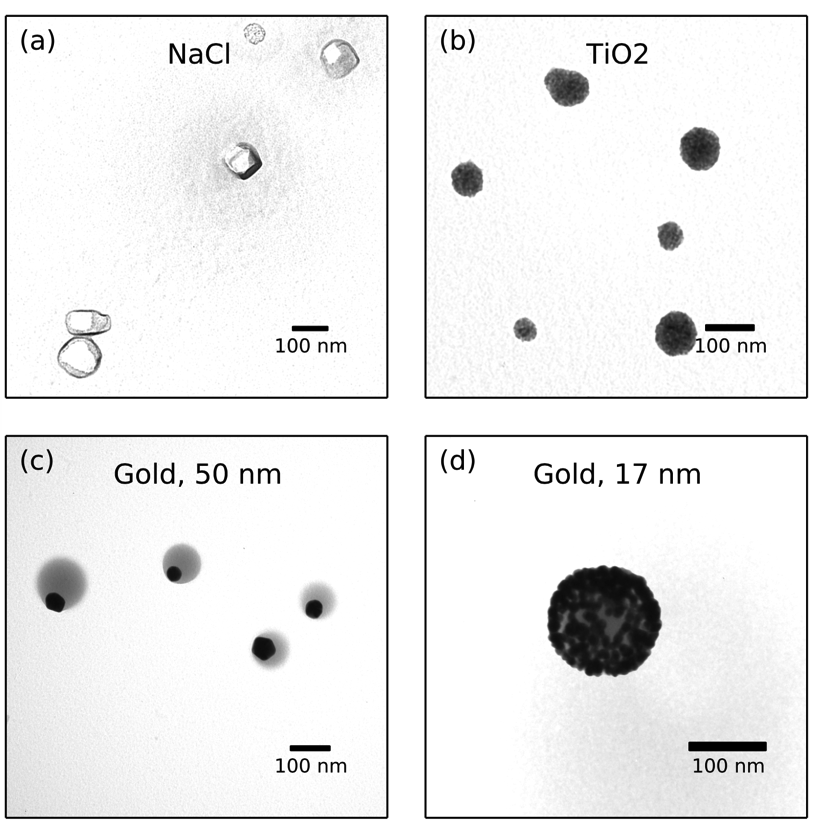 (a)
NaCl
100 nm
(b)
TiO2
100 nm
(c)
Gold, 50 nm
100 nm
(d)
Gold, 17 nm
100 nm